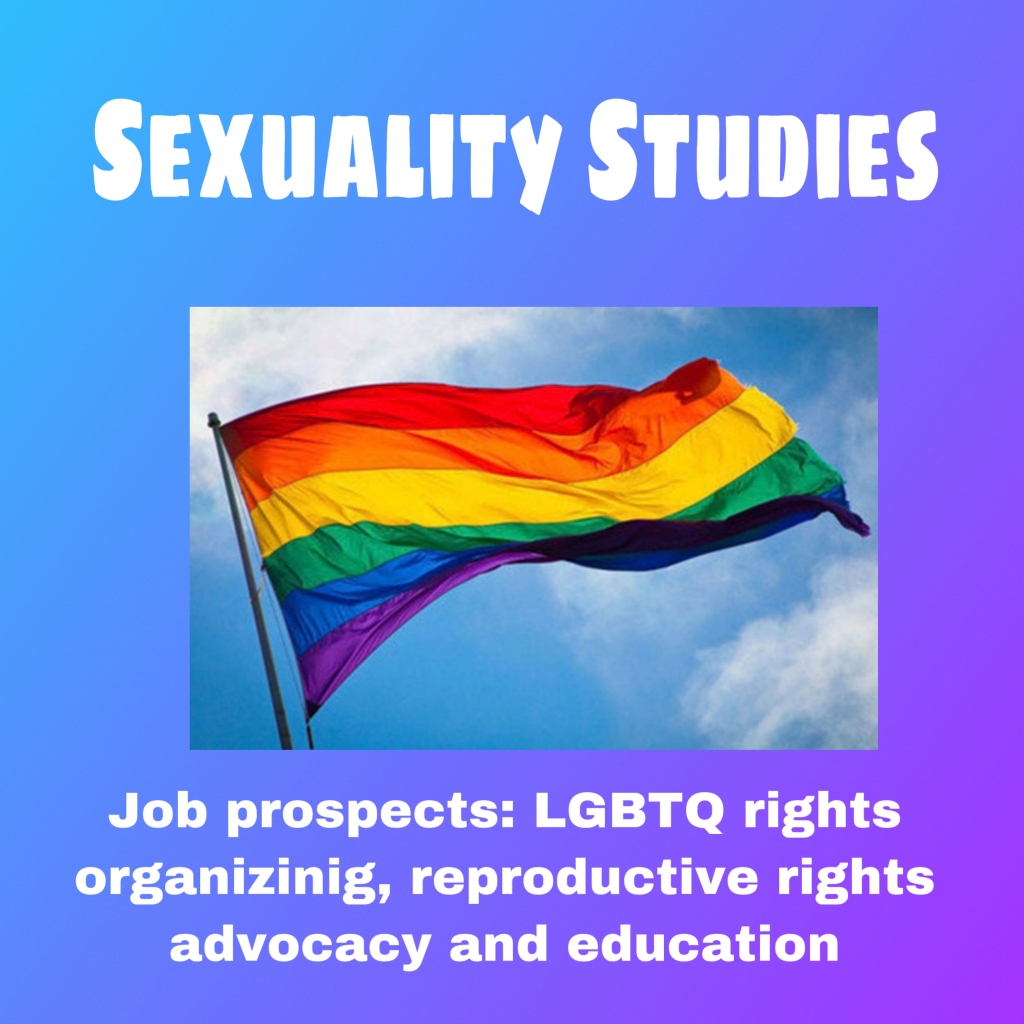 Sexuality Studies
Job prospects: LGBTQ rights
organizinig, reproductive rights
advocacy and education